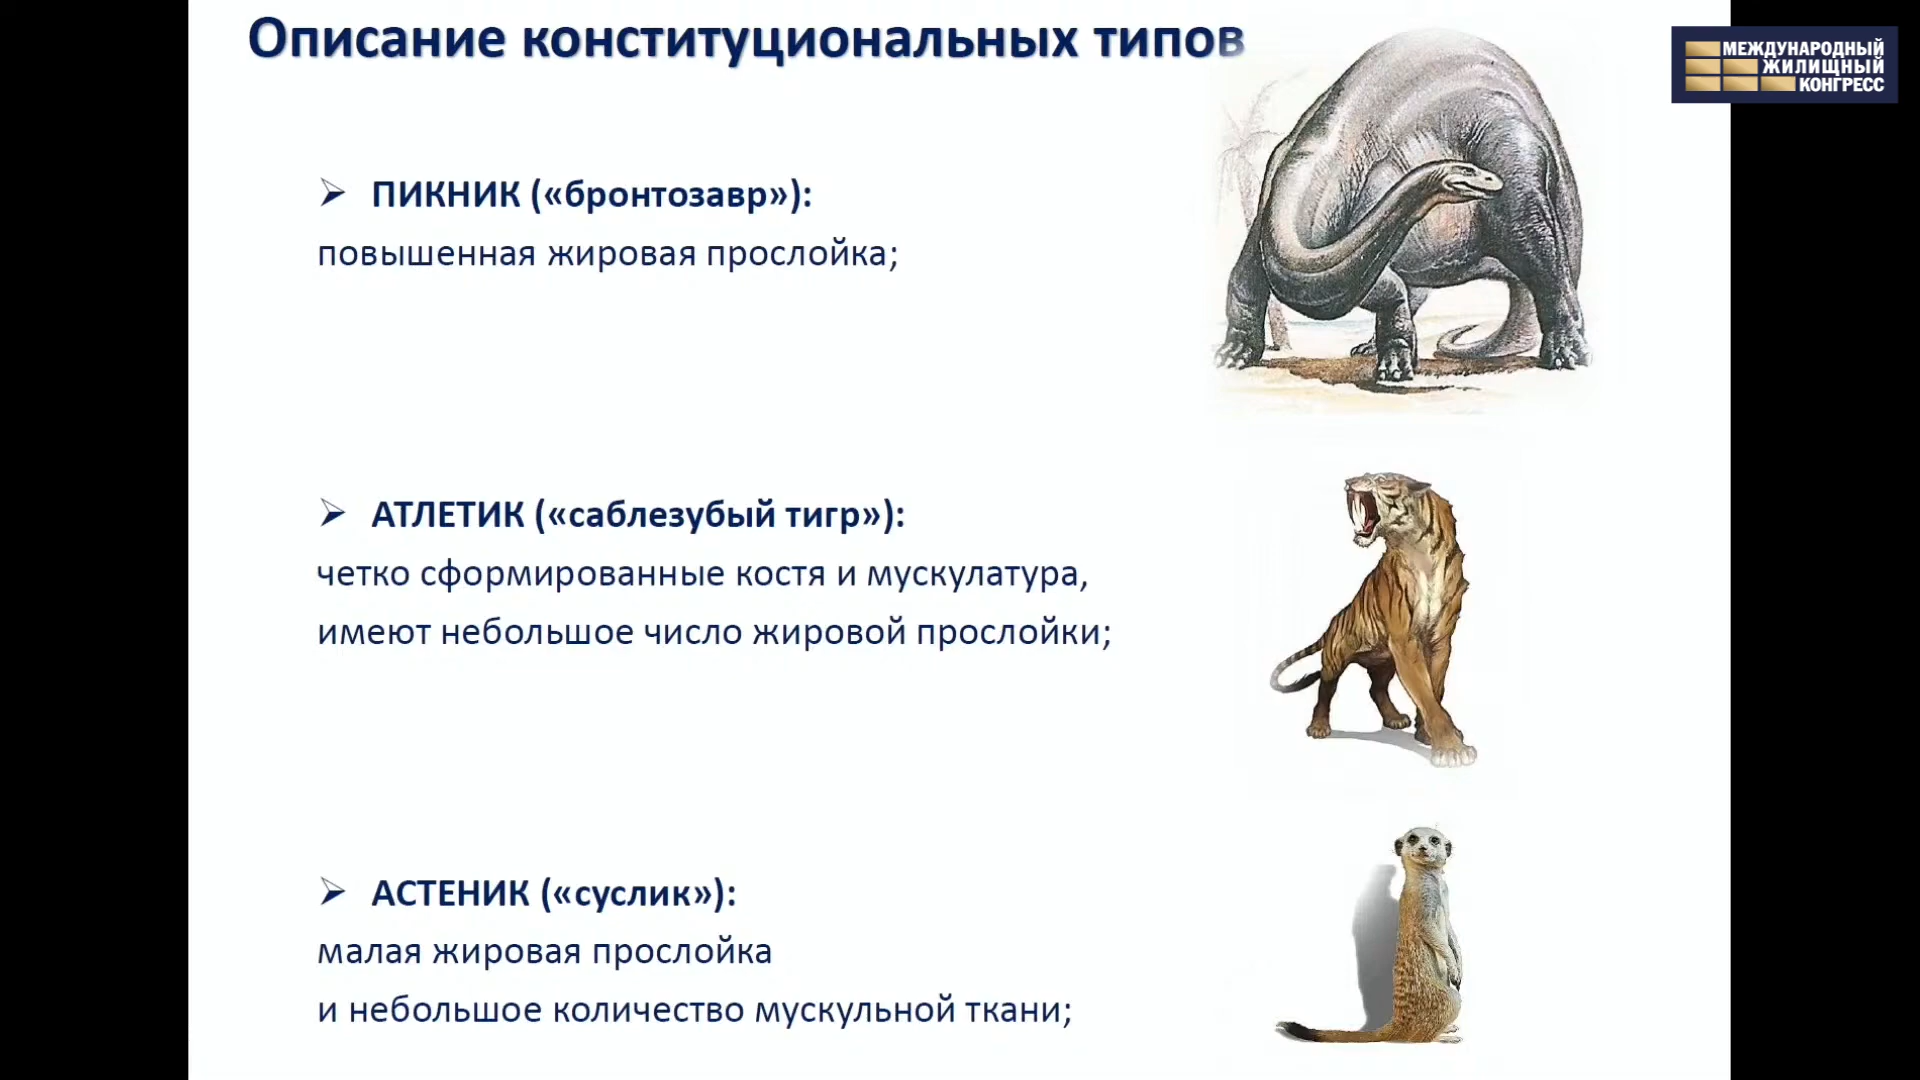 Описание конституциональных типов
МЕЖДУНАРОДНЫЙ
ЖИЛИЩНЫЙ
КОНГРЕСС
ПИКНИК («бронтозавр»):
повышенная жировая прослойка;
АТЛЕТИК («саблезубый тигр»):
четко сформированные костя и мускулатура,
имеют небольшое число жировой прослойки;
АСТЕНИК («суслик»):
малая жировая прослойка
и небольшое количество мускульной ткани;